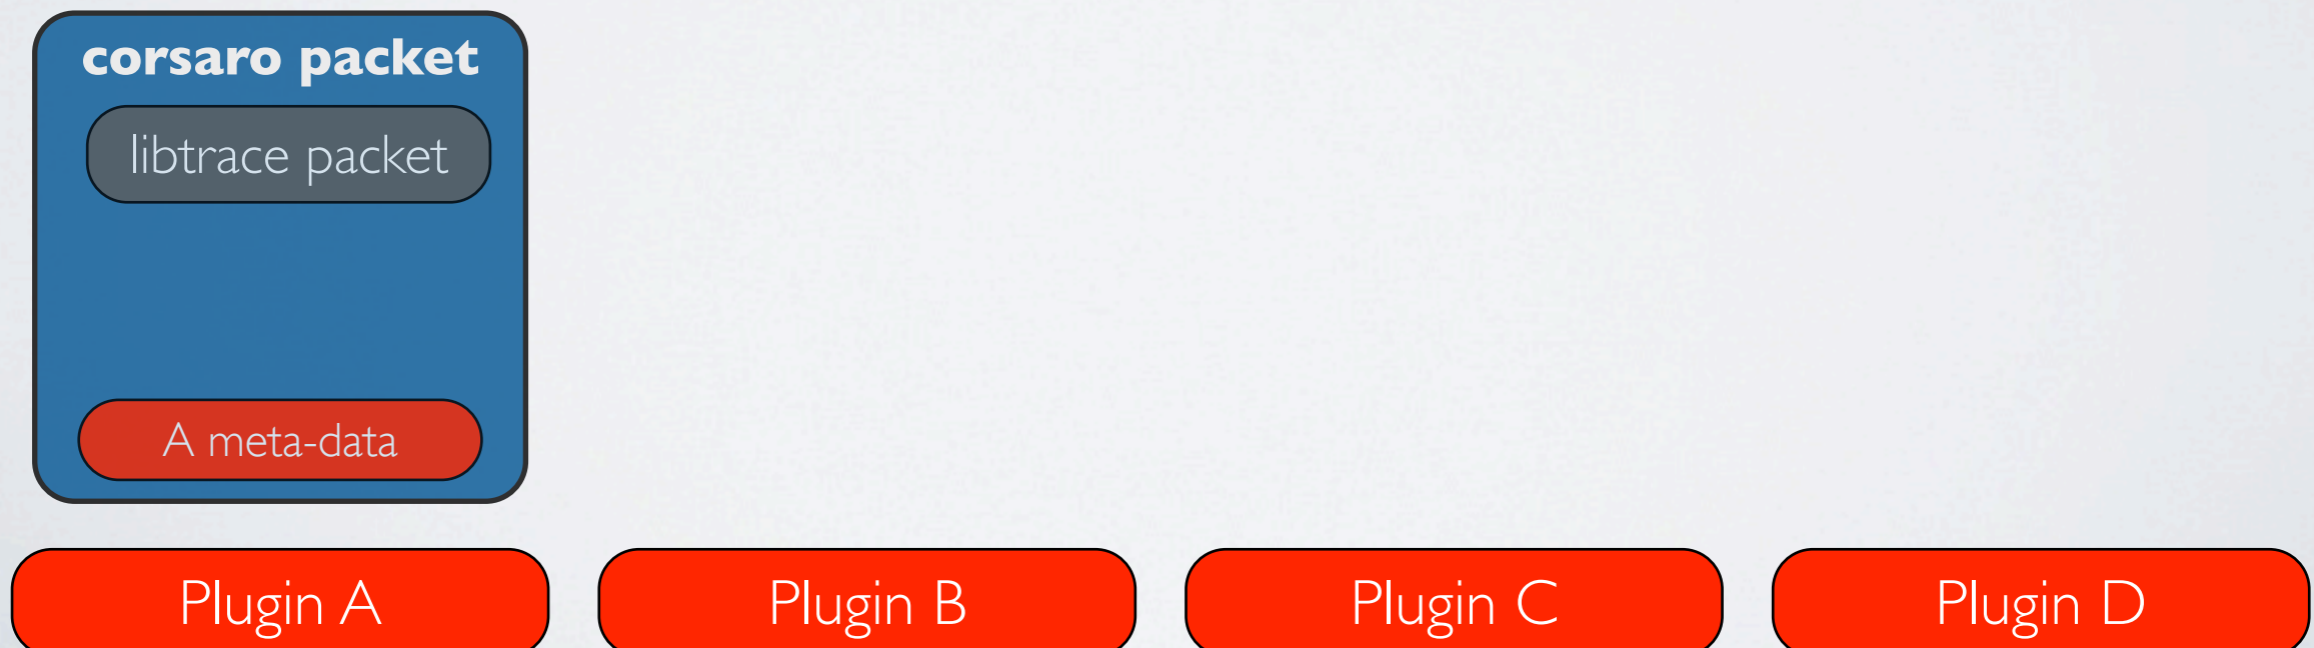 corsaro packet
libtrace packet
A meta-data
Plugin A
Plugin B
Plugin C
Plugin D